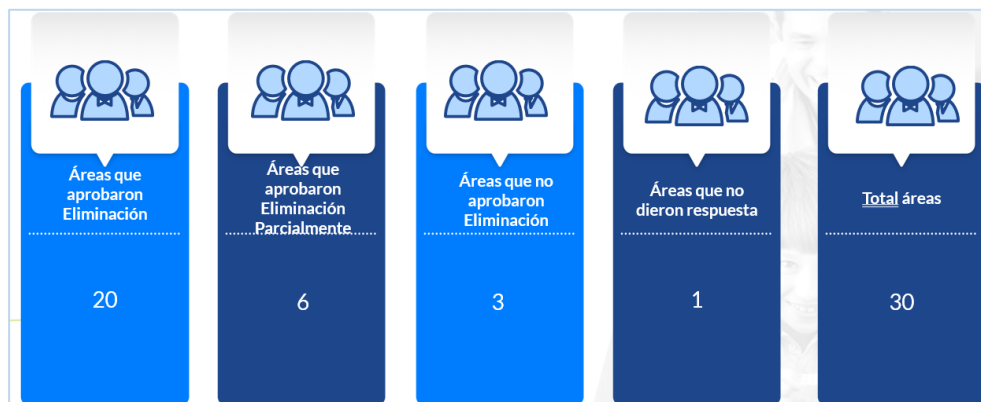 Áreas que
aprobaron
Eliminación
20
Áreas que
aprobaron
Eliminación
Parcialmente
6
Áreas que no
aprobaron
Eliminación
3
Áreas que no
dieron respuesta
1
Total áreas
30